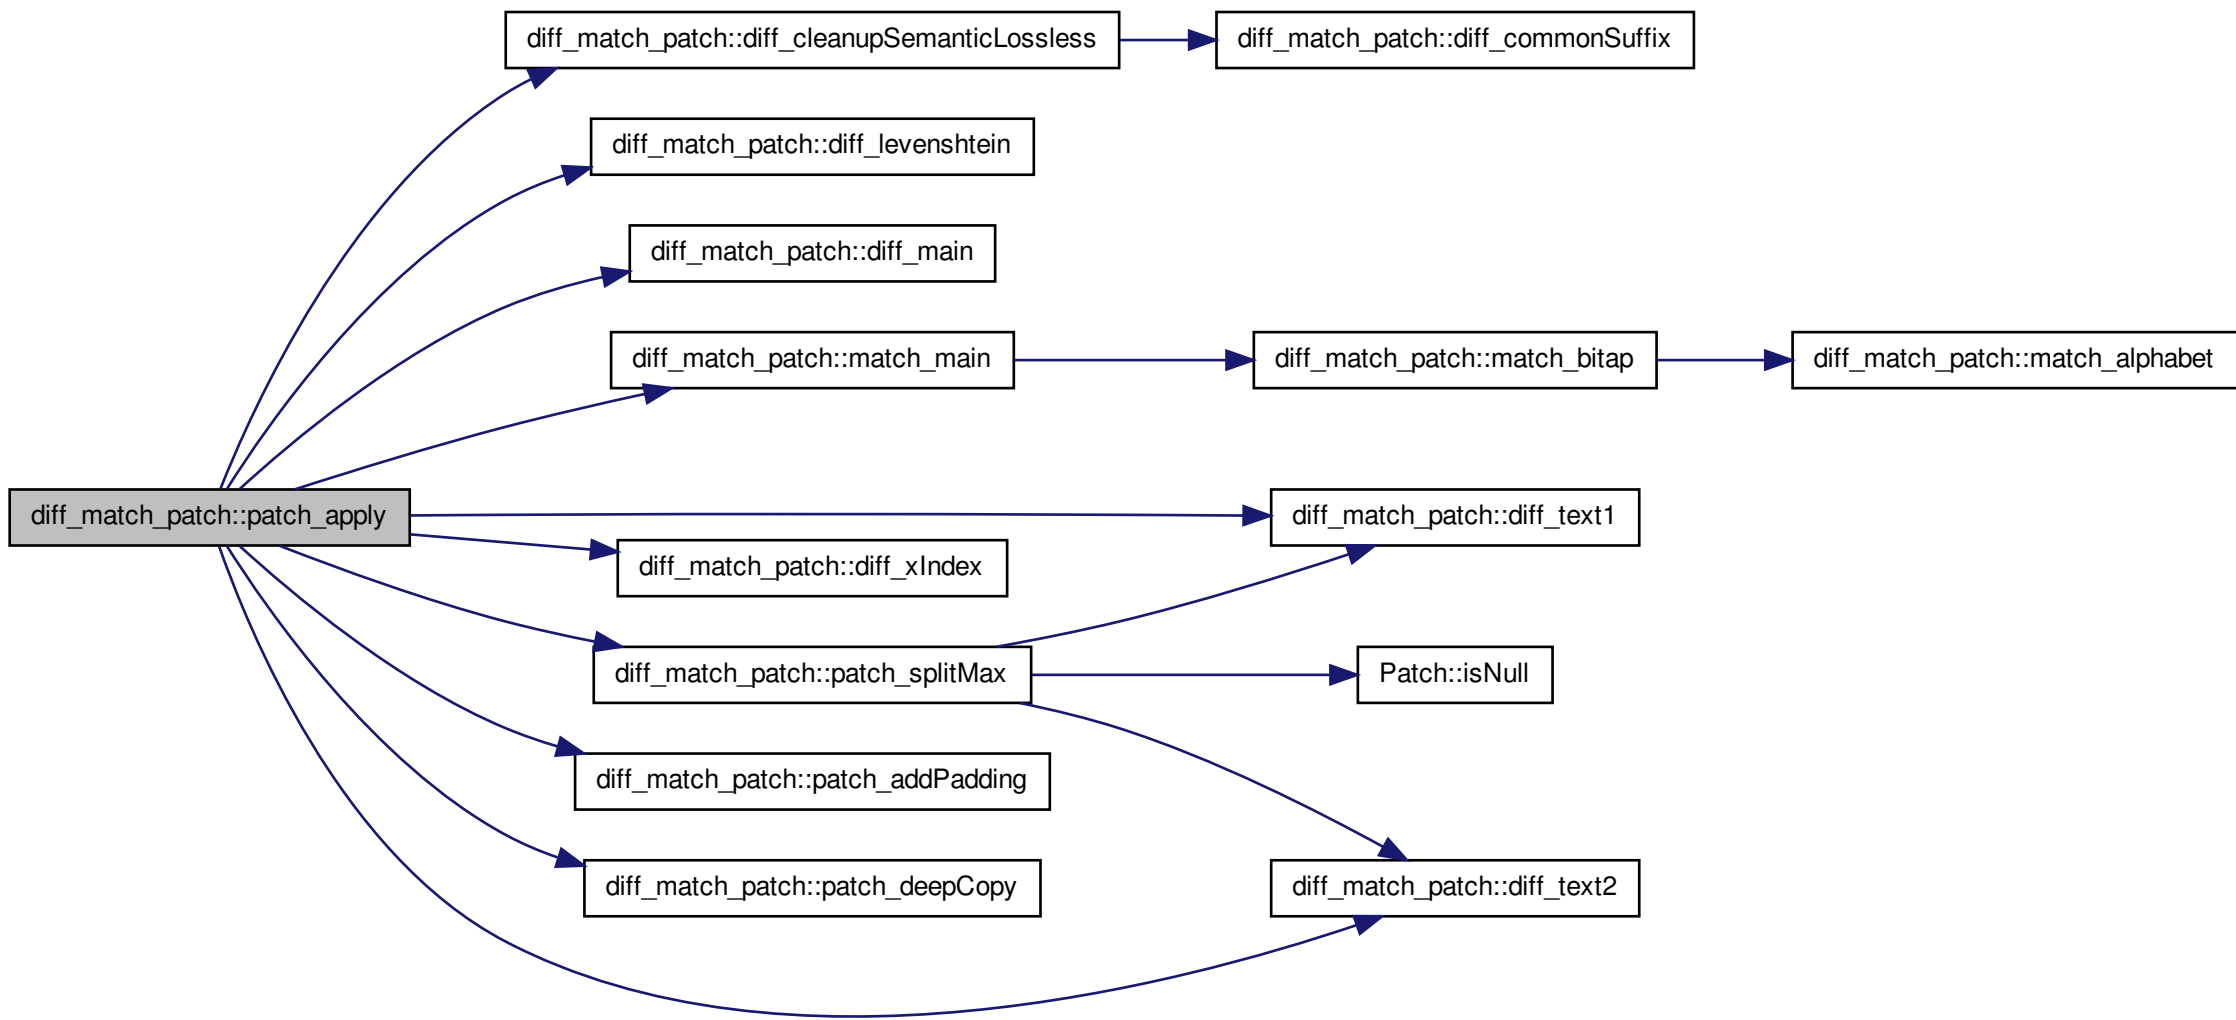 diff_match_patch::diff_cleanupSemanticLossless
diff_match_patch::diff_commonSuffix
diff_match_patch::diff_levenshtein
diff_match_patch::diff_main
diff_match_patch::match_main
diff_match_patch::match_bitap
diff_match_patch::match_alphabet
diff_match_patch::patch_apply
diff_match_patch::diff_text1
diff_match_patch::diff_xIndex
diff_match_patch::patch_splitMax
Patch::isNull
diff_match_patch::patch_addPadding
diff_match_patch::patch_deepCopy
diff_match_patch::diff_text2